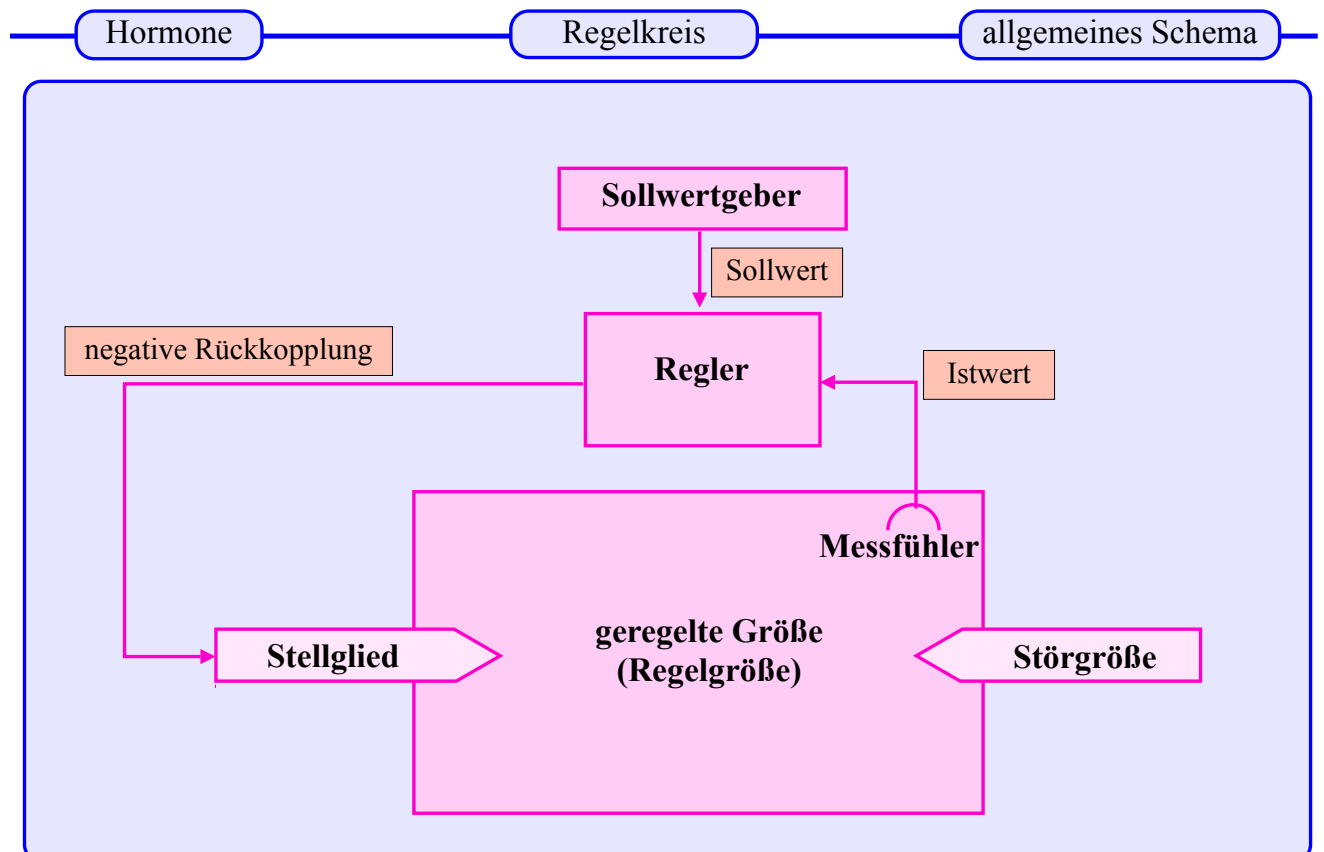 Hormone
Regelkreis
allgemeines Schema
Sollwertgeber
Sollwert
negative Rückkopplung
Regler
Istwert
Messfühler
geregelte Größe
(Regelgröße)
Stellglied
Störgröße